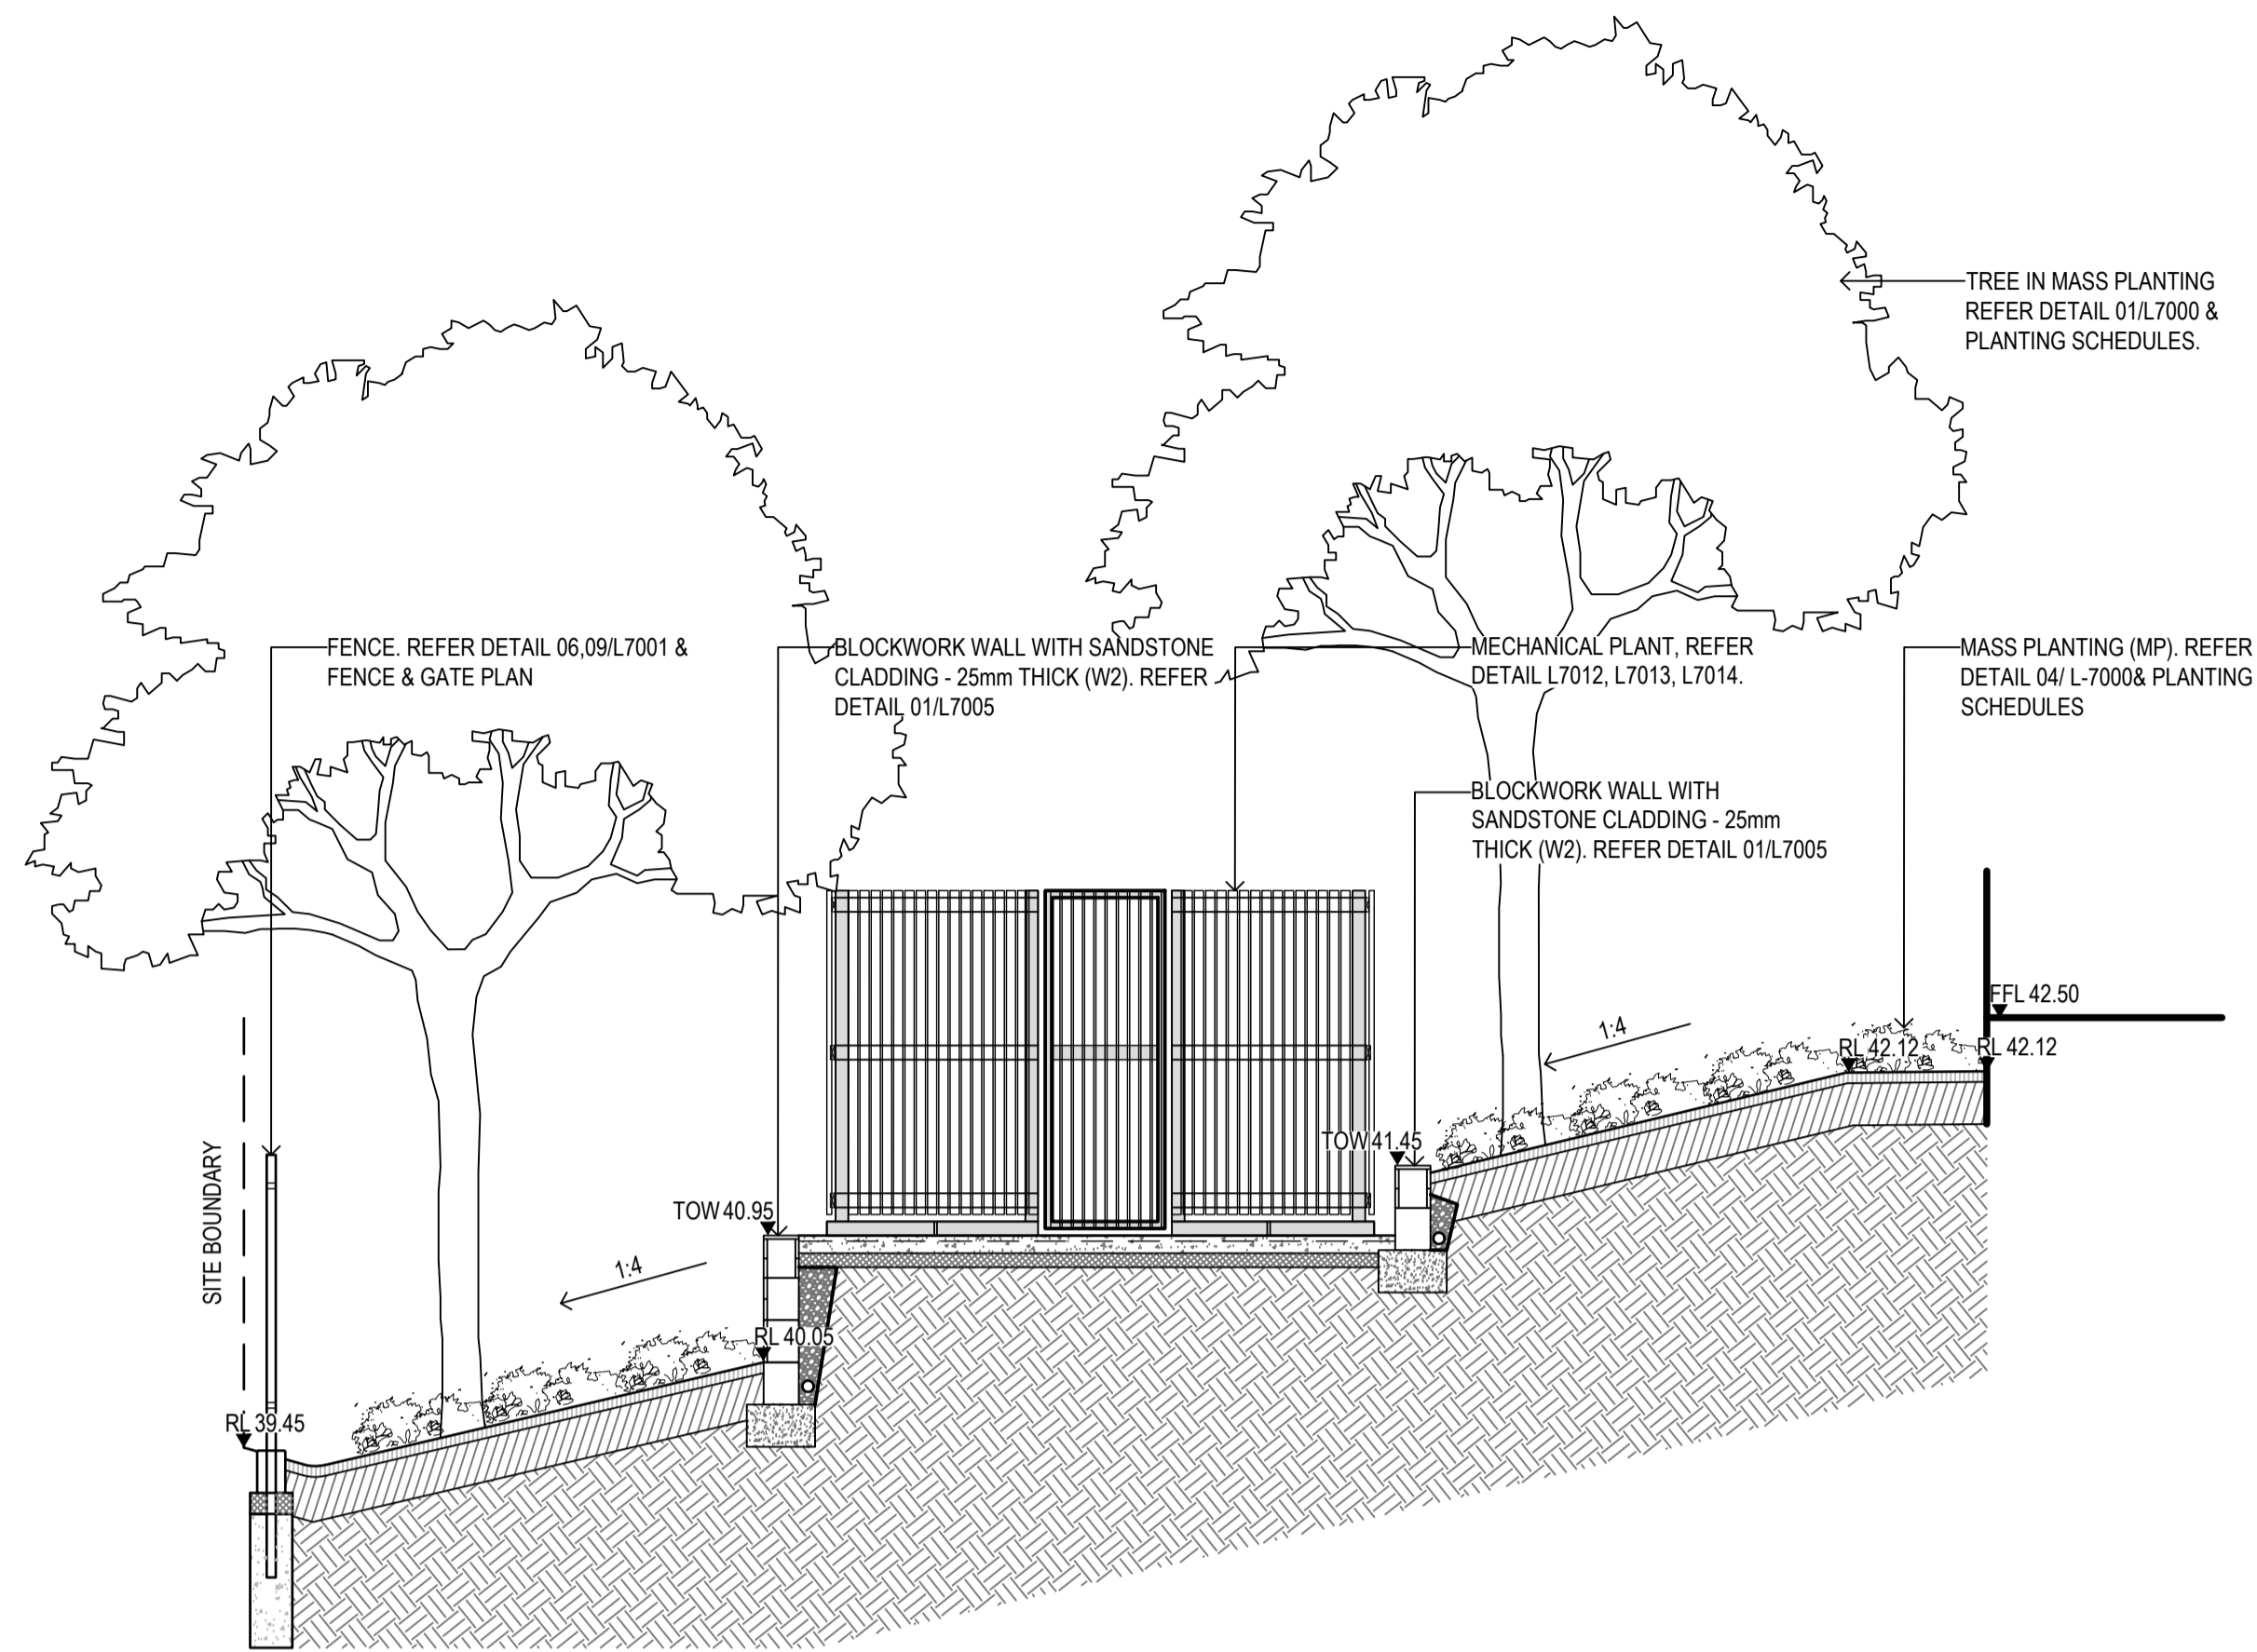 TREE IN MASS PLANTING
REFER DETAIL 01/L7000 &
PLANTING SCHEDULES.
FENCE. REFER DETAIL 06,09/L7001 &
FENCE & GATE PLAN
BLOCKWORK WALL WITH SANDSTONE
CLADDING - 25mm THICK (W2). REFER
DETAIL 01/L7005
MECHANICAL PLANT, REFER
DETAIL L7012, L7013, L7014.
MASS PLANTING (MP). REFER
DETAIL 04/ L-7000& PLANTING
SCHEDULES
BLOCKWORK WALL WITH
SANDSTONE CLADDING - 25mm
THICK (W2). REFER DETAIL 01/L7005
FFL 42.50
1:4
RL 42.12
RL 42.12
TOW 41.45
SITE BOUNDARY
TOW 40.95
1:4
RL 40.05
RL 39.45